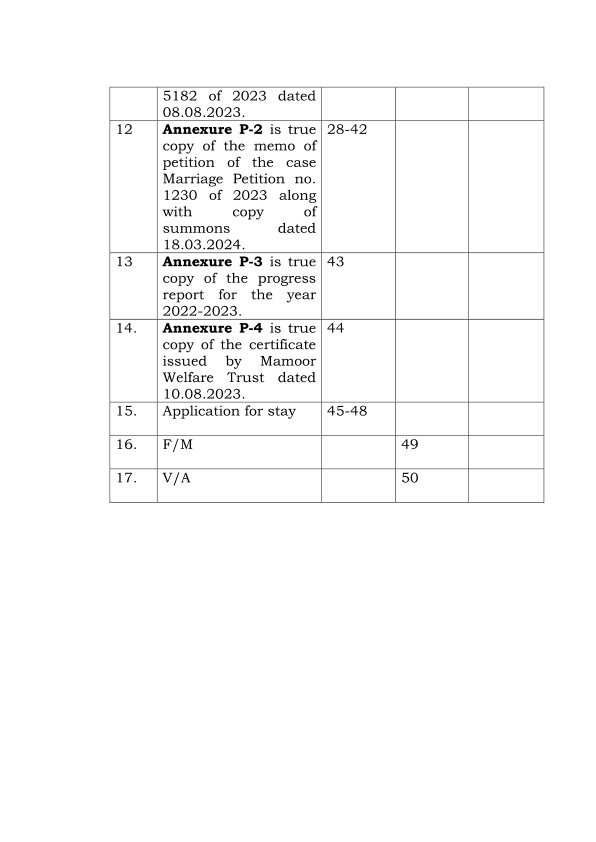 5182 of 2023 dated
08.08.2023.
12 Annexure P-2 is true 28-42
copy of the memo of
petition of the case
Marriage Petition no.
1230 of 2023 along
with copy of
summons dated
18.03.2024.
13 Annexure P-3 is true 43
copy of the progress
report for the year
2022-2023.
14. Annexure P-4 is true 44
copy of the certificate
issued by Mamoor
Welfare Trust dated
10.08.2023.
15. Application for stay 45-48
16. F/M 49
17. V/A 50